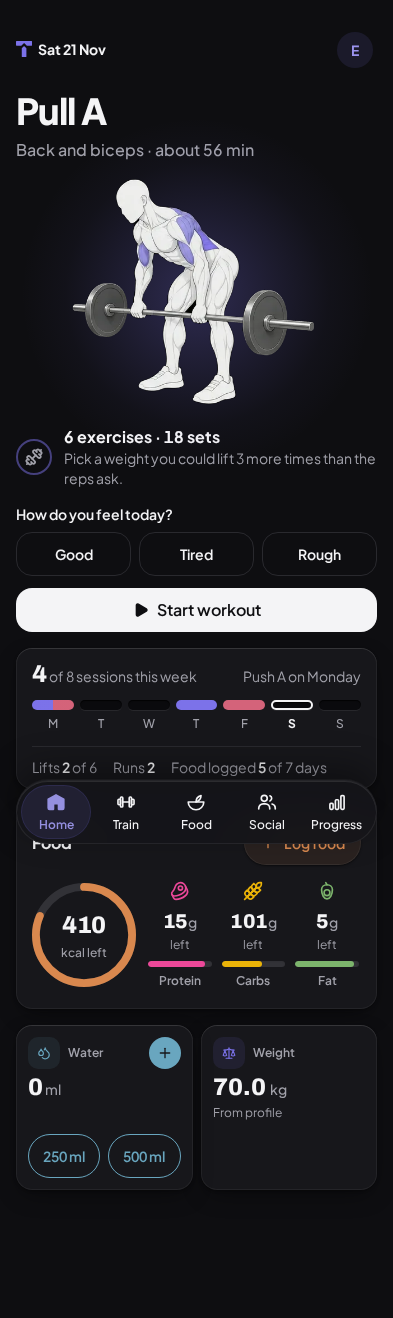 Sat 21 Nov
E
Pull A
Back and biceps · about 56 min
6 exercises · 18 sets
Pick a weight you could lift 3 more times than the
reps ask.
How do you feel today?
Good Tired Rough
Start workout
4 of 8 sessions this week Push A on Monday
M T W T F S S
Lifts 2 of 6 Runs 2 Food logged 5 of 7 days
Home Train Food Social Progress
Food Log food
410
kcal left
15g 101g 5g
left left left
Protein Carbs Fat
Water
+
0 ml
250 ml 500 ml
Weight
70.0 kg
From profile